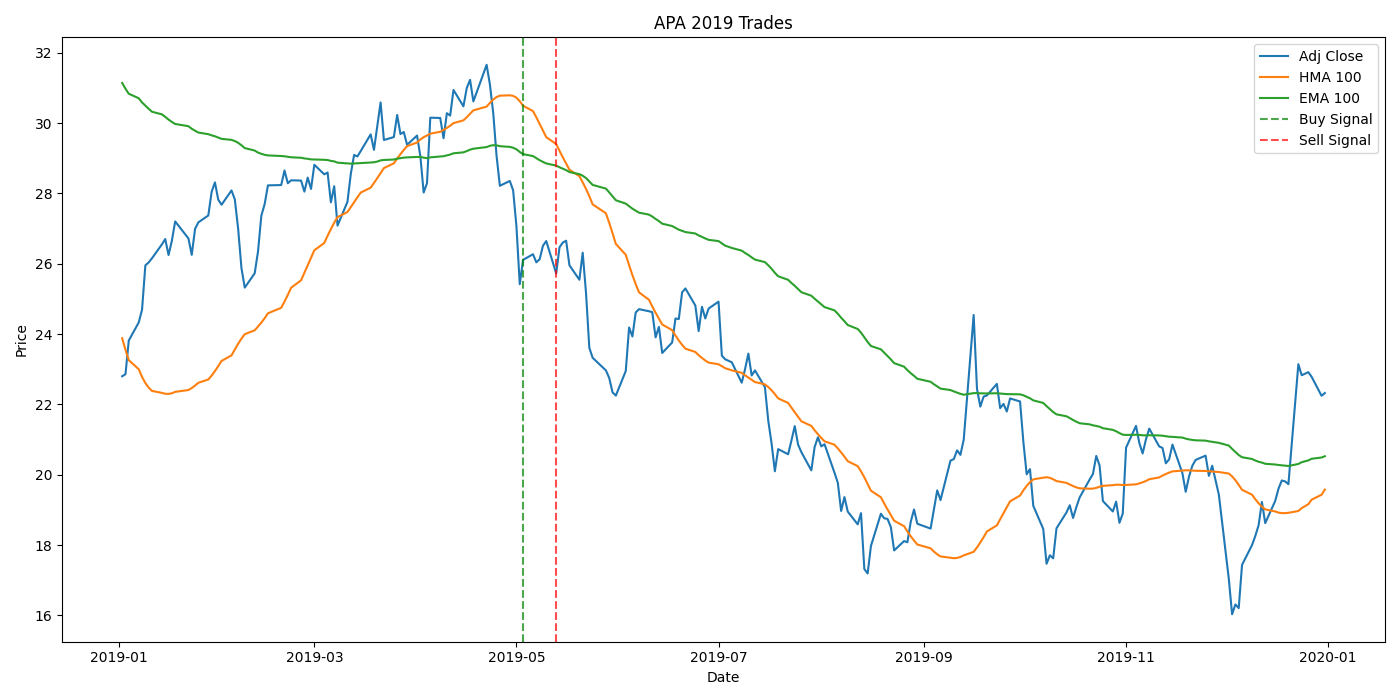 APA 2019 Trades
Price
32
30
28
26
24
22
20
18
16
Adj Close
HMA 100
EMA 100
Buy Signal
Sell Signal
2019-01 2019-03 2019-05 2019-07 2019-09 2019-11 2020-01
Date